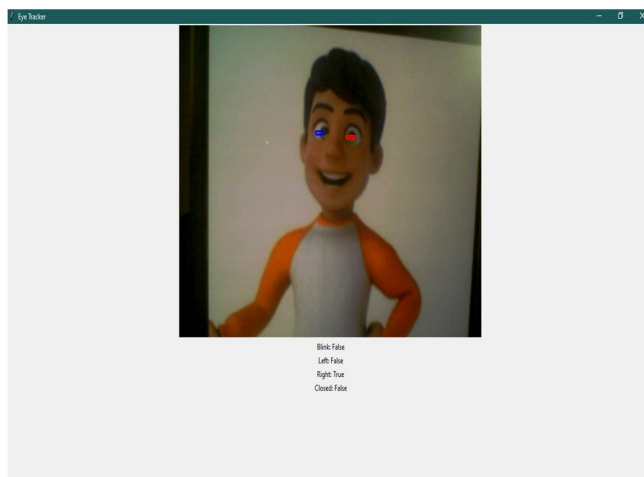 Eye Tracker
Blink: False
Left: False
Right: True
Closed: False